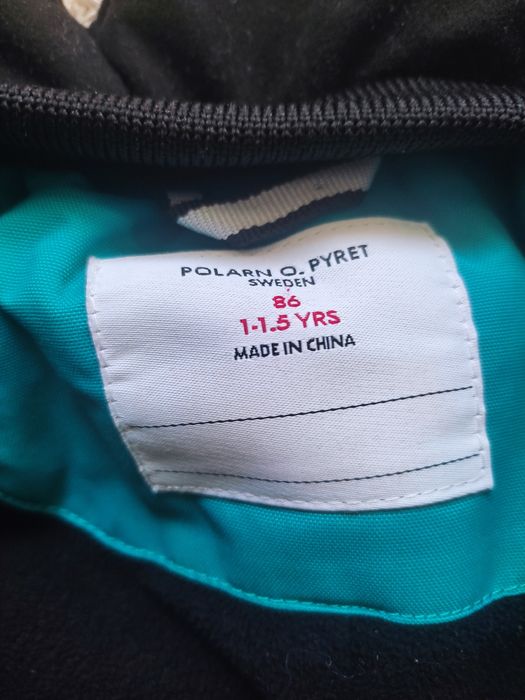 POLARN O. PYRET
SWEDEN
86
1-1.5 YRS
MADE IN CHINA